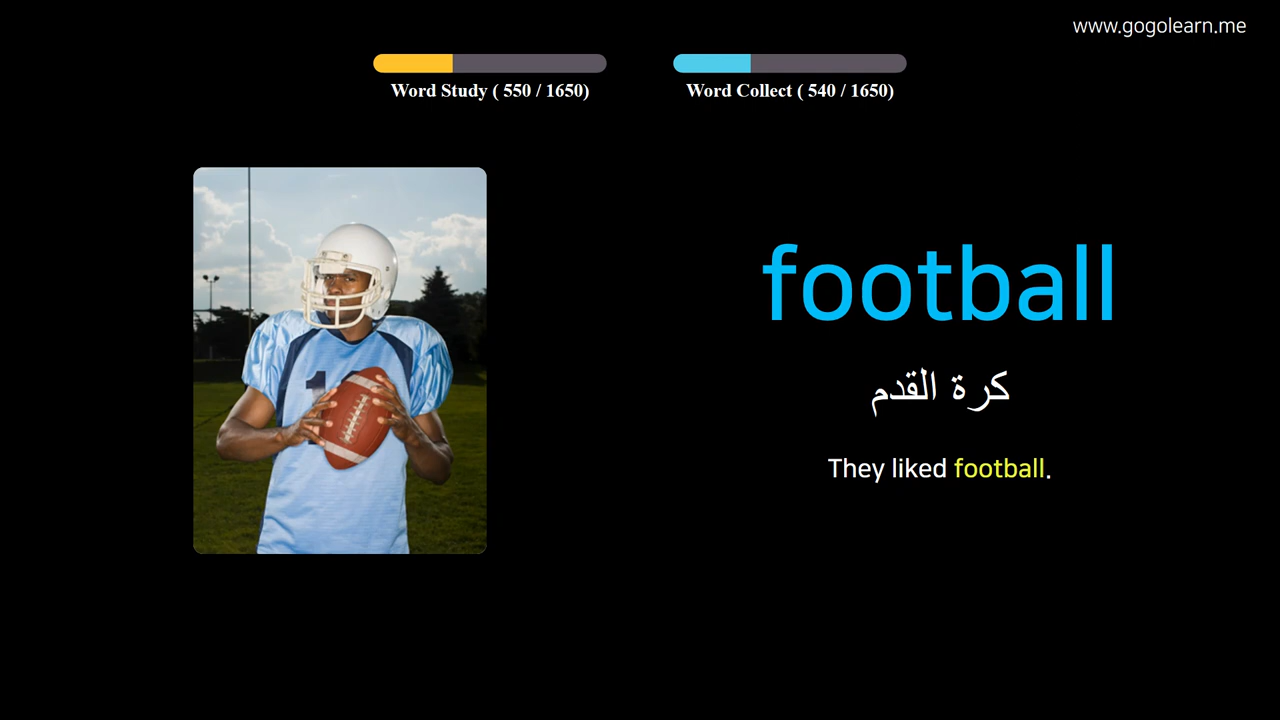 www.gogolearn.me
Word Study ( 550 / 1650)
Word Collect ( 540 / 1650)
football
كرة القدم
They liked football.